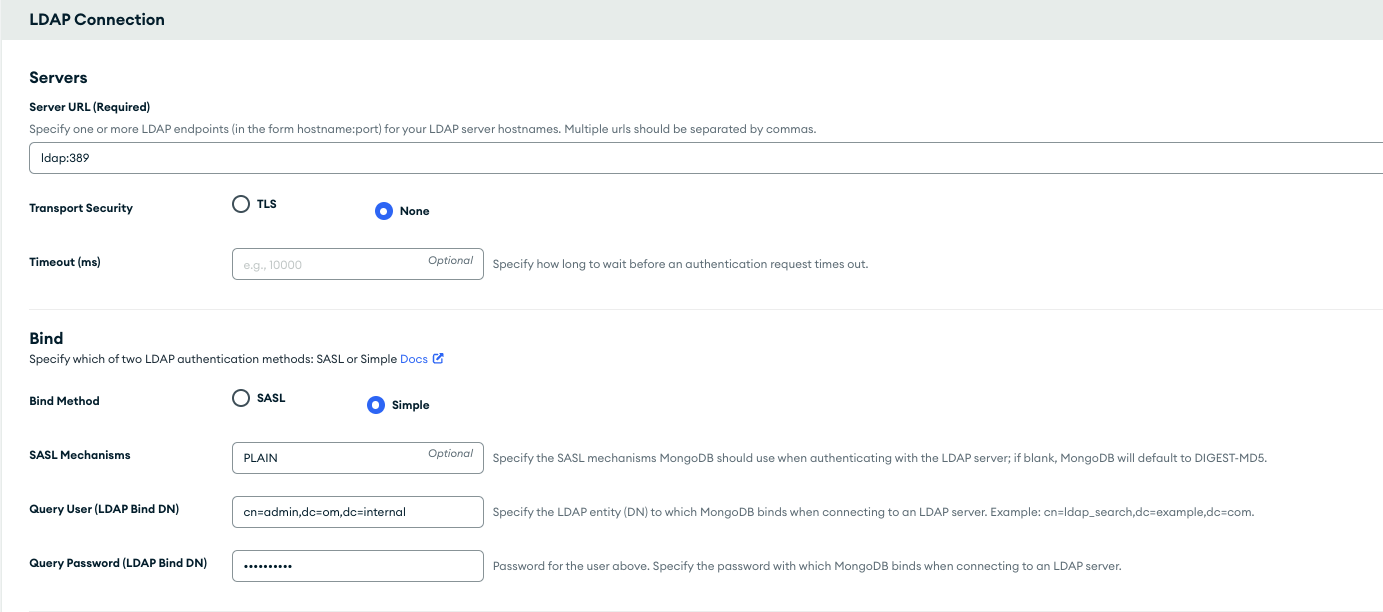 LDAP Connection
Servers
Server URL (Required)
Specify one or more LDAP endpoints (in the form hostname:port) for your LDAP server hostnames. Multiple urls should be separated by commas.
ldap:389
Transport Security TLS None
Timeout (ms) e.g., 10000 Optional Specify how long to wait before an authentication request times out.
Bind
Specify which of two LDAP authentication methods: SASL or Simple Docs
Bind Method SASL Simple
SASL Mechanisms PLAIN Optional Specify the SASL mechanisms MongoDB should use when authenticating with the LDAP server; if blank, MongoDB will default to DIGEST-MD5.
Query User (LDAP Bind DN) cn=admin,dc=om,dc=internal Specify the LDAP entity (DN) to which MongoDB binds when connecting to an LDAP server. Example: cn=ldap_search,dc=example,dc=com.
Query Password (LDAP Bind DN) •••••••••• Password for the user above. Specify the password with which MongoDB binds when connecting to an LDAP server.